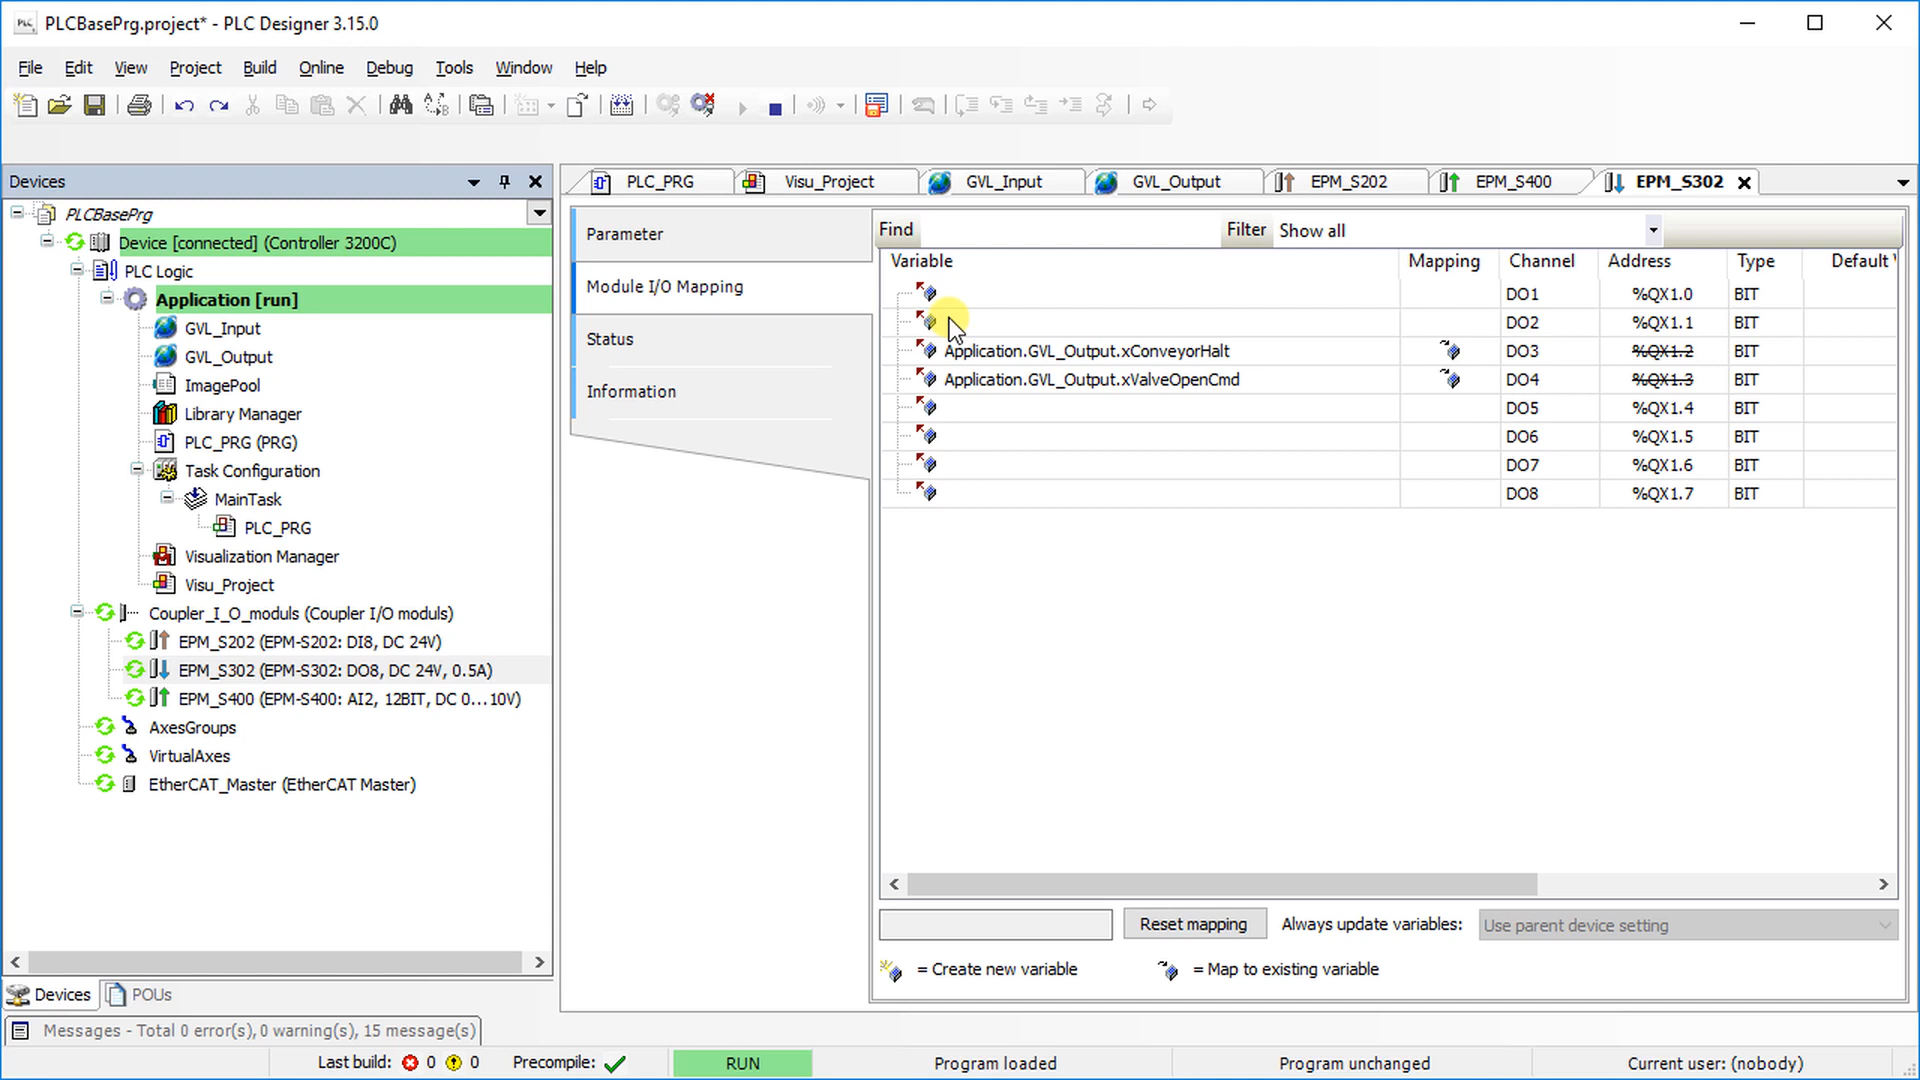 PLCBasePrg.project* - PLC Designer 3.15.0
File Edit View Project Build Online Debug Tools Window Help
Devices
PLCBasePrg
Device [connected] (Controller 3200C)
PLC Logic
Application [run]
GVL_Input
GVL_Output
ImagePool
Library Manager
PLC_PRG (PRG)
Task Configuration
MainTask
PLC_PRG
Visualization Manager
Visu_Project
Coupler_I_O_moduls (Coupler I/O moduls)
EPM_S202 (EPM-S202: DI8, DC 24V)
EPM_S302 (EPM-S302: DO8, DC 24V, 0.5A)
EPM_S400 (EPM-S400: AI2, 12BIT, DC 0...10V)
AxesGroups
VirtualAxes
EtherCAT_Master (EtherCAT Master)
Devices POUs
PLC_PRG Visu_Project GVL_Input GVL_Output EPM_S202 EPM_S400 EPM_S302
Parameter
Module I/O Mapping
Status
Information
Find Filter Show all
Variable Mapping Channel Address Type Default
DO1 %QX1.0 BIT
DO2 %QX1.1 BIT
Application.GVL_Output.xConveyorHalt DO3 %QX1.2 BIT
Application.GVL_Output.xValveOpenCmd DO4 %QX1.3 BIT
DO5 %QX1.4 BIT
DO6 %QX1.5 BIT
DO7 %QX1.6 BIT
DO8 %QX1.7 BIT
Reset mapping Always update variables: Use parent device setting
= Create new variable = Map to existing variable
Messages - Total 0 error(s), 0 warning(s), 15 message(s)
Last build: 0 0 Precompile: RUN Program loaded Program unchanged Current user: (nobody)